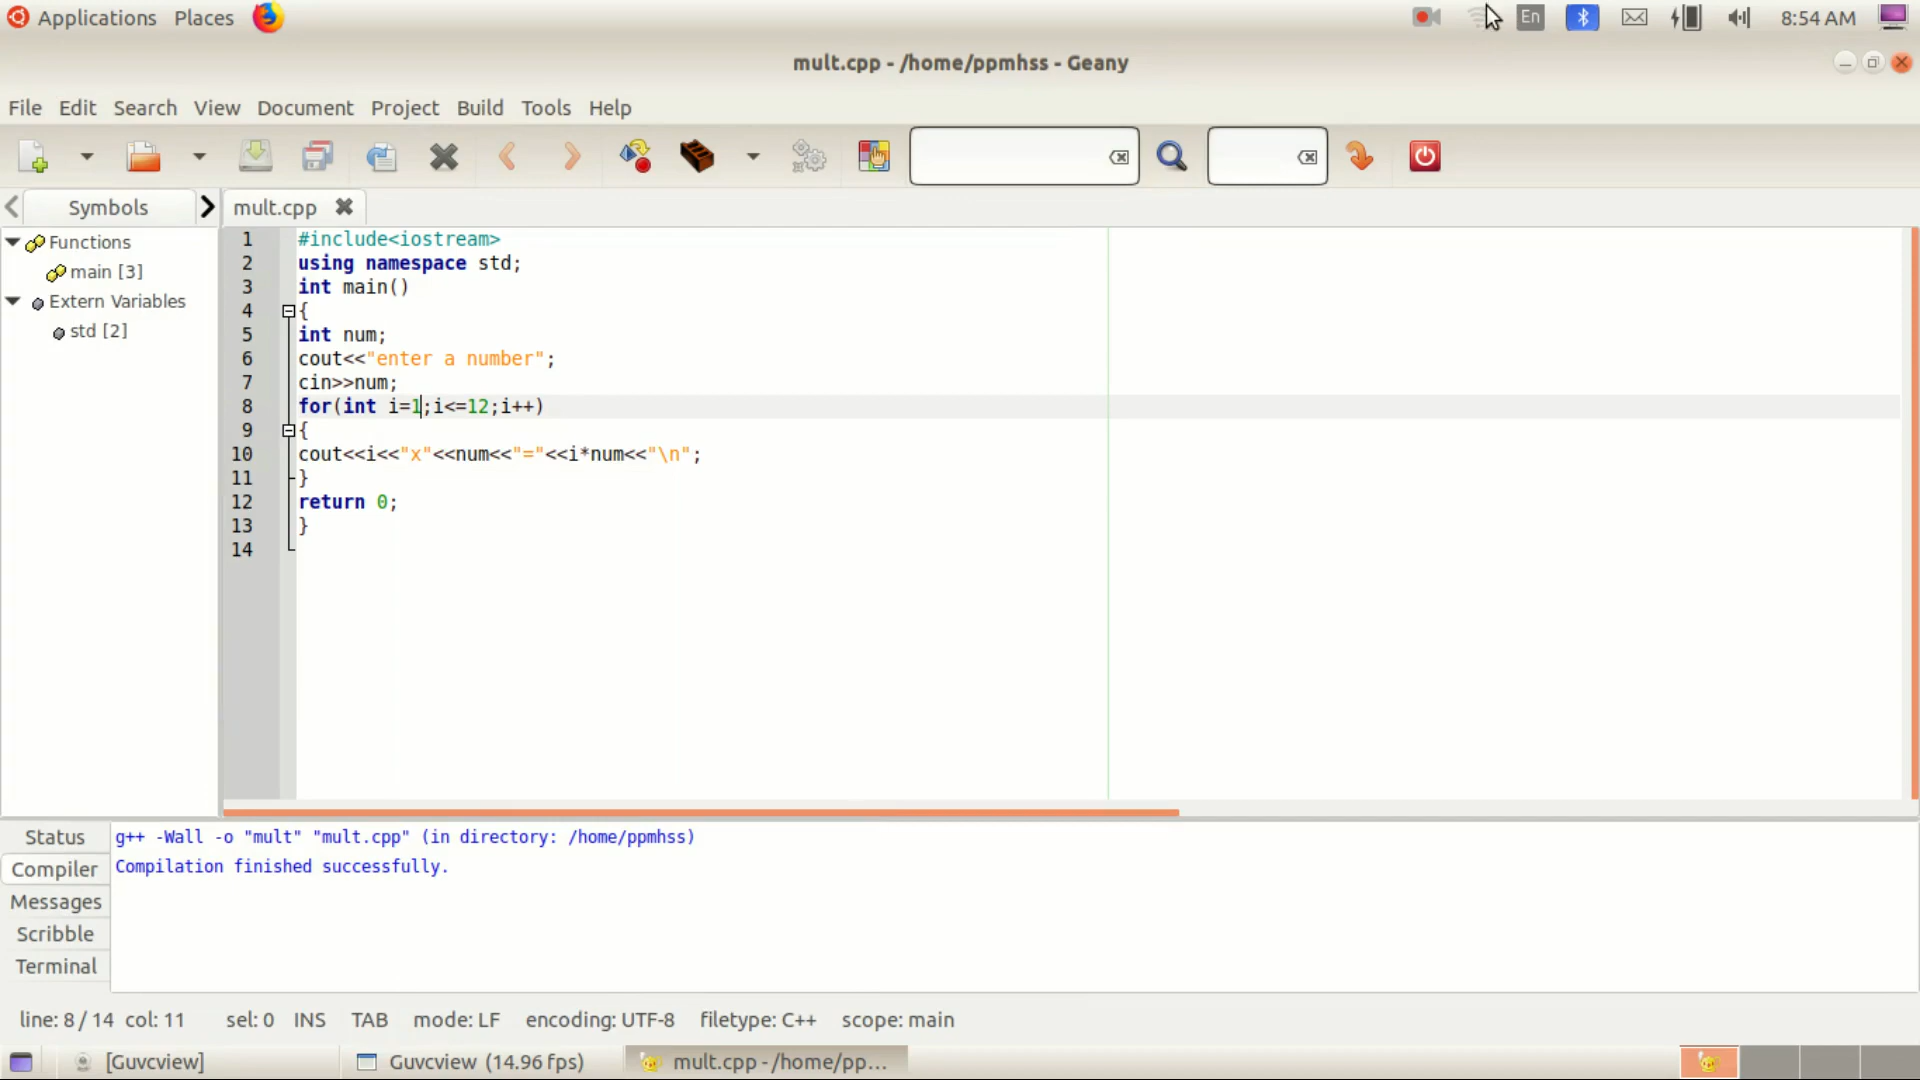 Applications Places En 8:54 AM
mult.cpp - /home/ppmhss - Geany
File Edit Search View Document Project Build Tools Help
Symbols mult.cpp
Functions
main [3]
Extern Variables
std [2]
1 #include<iostream>
2 using namespace std;
3 int main()
4 {
5 int num;
6 cout<<"enter a number";
7 cin>>num;
8 for(int i=1;i<=12;i++)
9 {
10 cout<<i<<"x"<<num<<"="<<i*num<<"\n";
11 }
12 return 0;
13 }
14
Status
Compiler
Messages
Scribble
Terminal
g++ -Wall -o "mult" "mult.cpp" (in directory: /home/ppmhss)
Compilation finished successfully.
line: 8 / 14 col: 11 sel: 0 INS TAB mode: LF encoding: UTF-8 filetype: C++ scope: main
[Guvcview] Guvcview (14.96 fps) mult.cpp - /home/pp...